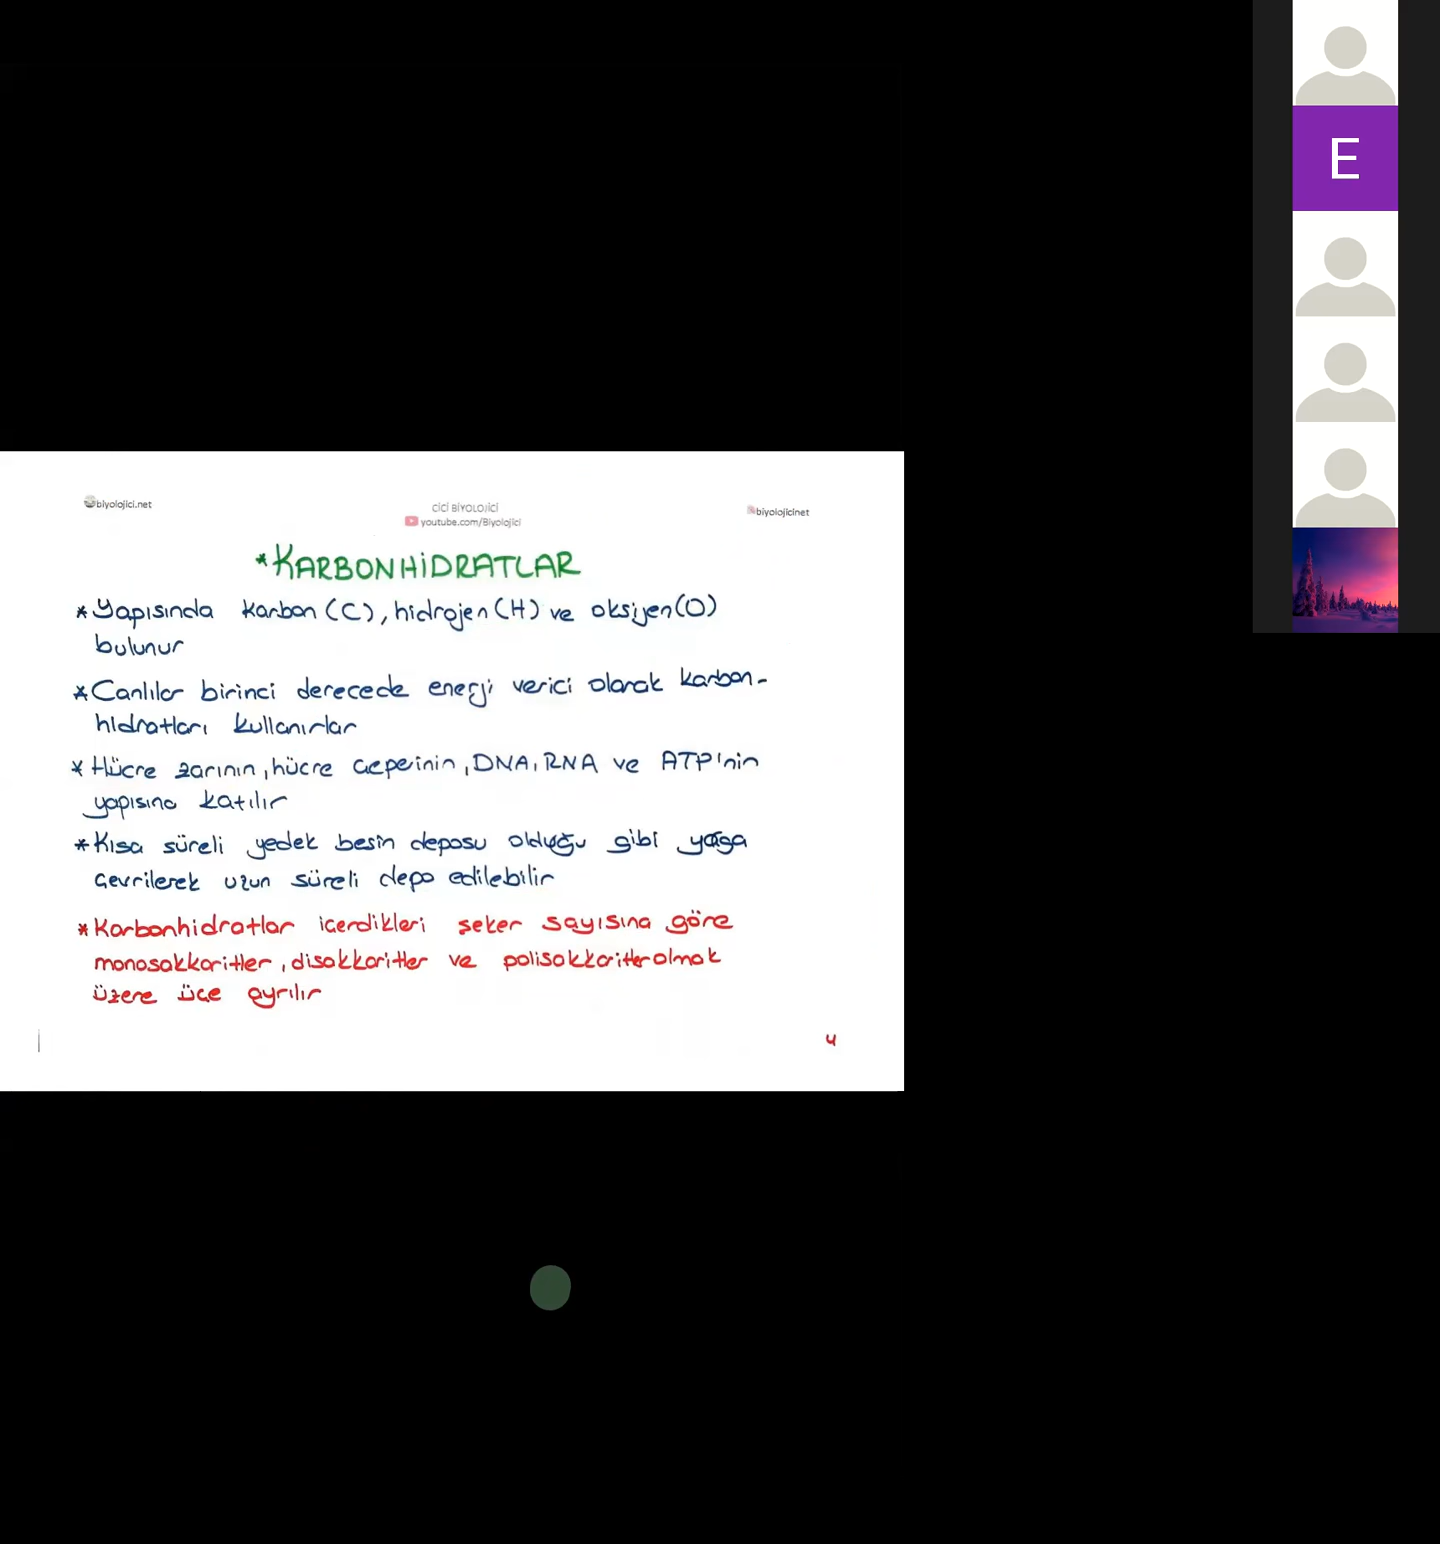 biyolojici.net
CİCİ BİYOLOJİCİ
youtube.com/Biyolojici
biyolojicinet
*KARBONHİDRATLAR
*Yapısında karbon(C), hidrojen(H) ve oksijen(O)
bulunur
*Canlılar birinci derecede enerji verici olarak karbon-
hidratları kullanırlar
*Hücre zarının, hücre çeperinin, DNA, RNA ve ATP'nin
yapısına katılır
*Kısa süreli yedek besin deposu olduğu gibi yağa
çevrilerek uzun süreli depo edilebilir
*Karbonhidratlar içerdikleri şeker sayısına göre
monosakkaritler, disakkaritler ve polisakkaritler olmak
üzere üçe ayrılır
4
E